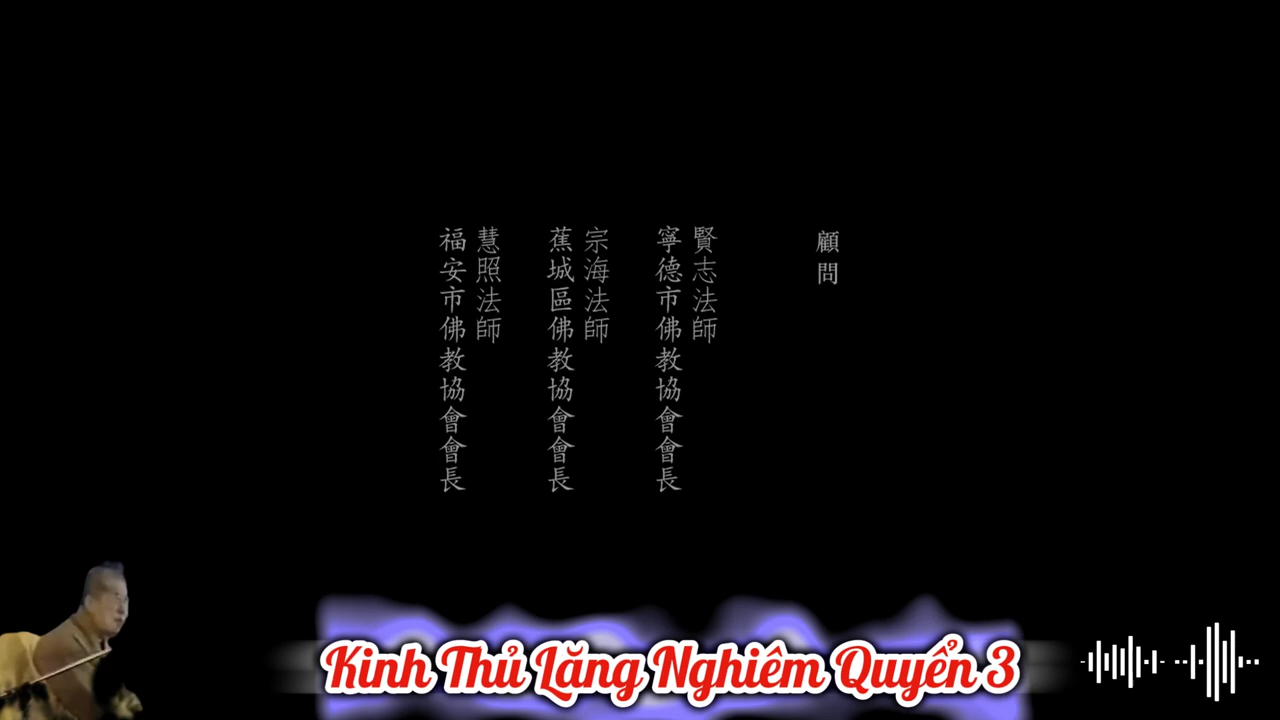 顧問
賢志法師
寧德市佛教協會會長
宗海法師
蕉城區佛教協會會長
慧照法師
福安市佛教協會會長
Kinh Thủ Lăng Nghiêm Quyển 3